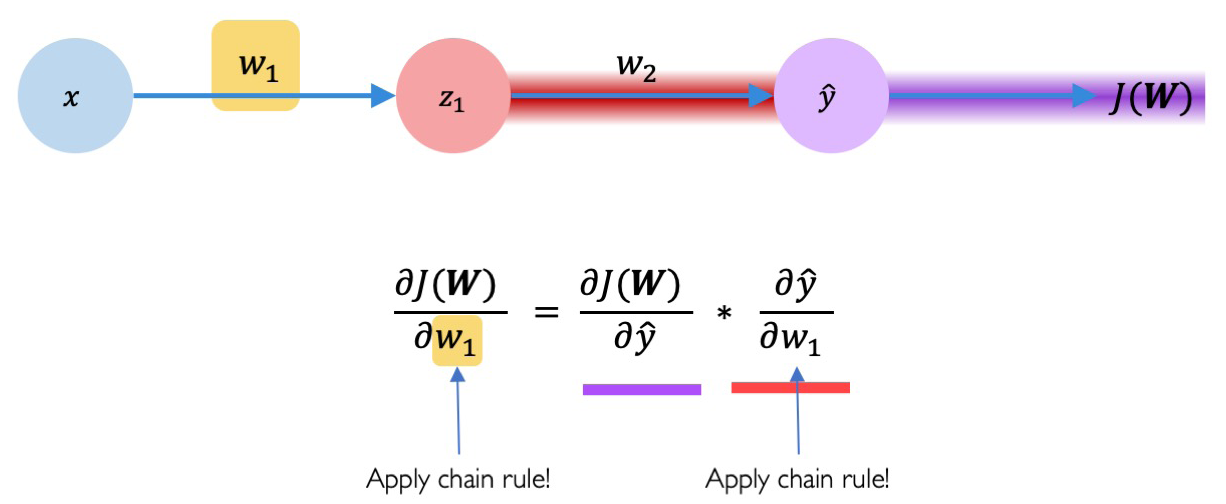 x w₁ z₁ w₂ ŷ J(W)
∂J(W)/∂w₁ = ∂J(W)/∂ŷ * ∂ŷ/∂w₁
Apply chain rule! Apply chain rule!